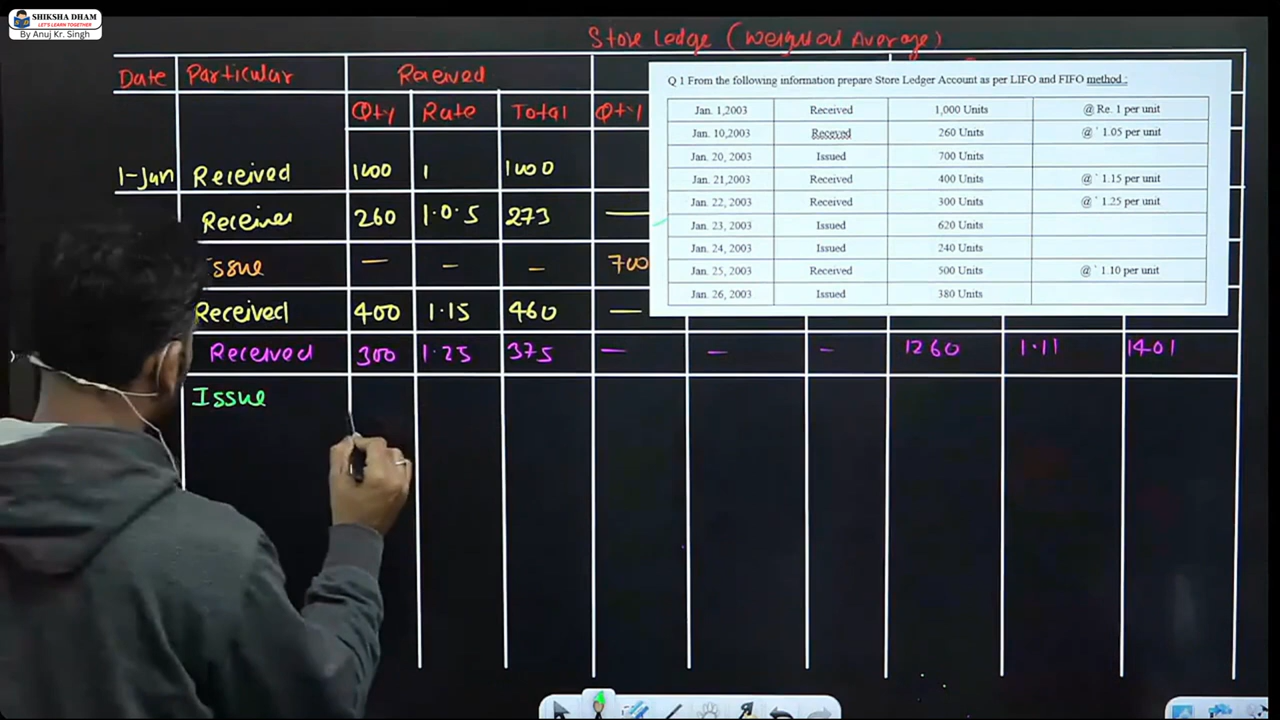 SHIKSHA DHAM
LET'S LEARN TOGETHER
By Anuj Kr. Singh
Store Ledge (Weigutd Average)
Date Particular Received
Qty Rate Total Qty
1-Jan Received 1000 1 1000
Receives 260 1.0.5 273 —
Issue — — — 700
Received 400 1.15 460 —
Received 300 1.25 375 — — — 1260 1.11 1401
Issue
Q 1 From the following information prepare Store Ledger Account as per LIFO and FIFO method :
Jan. 1,2003 Received 1,000 Units @ Re. 1 per unit
Jan. 10,2003 Received 260 Units @ ` 1.05 per unit
Jan. 20, 2003 Issued 700 Units
Jan. 21,2003 Received 400 Units @ ` 1.15 per unit
Jan. 22, 2003 Received 300 Units @ ` 1.25 per unit
Jan. 23, 2003 Issued 620 Units
Jan. 24, 2003 Issued 240 Units
Jan. 25, 2003 Received 500 Units @ ` 1.10 per unit
Jan. 26, 2003 Issued 380 Units